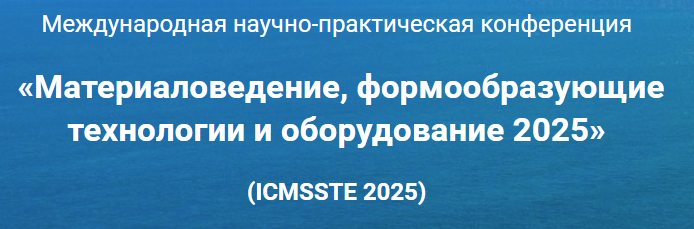 Международная научно-практическая конференция
«Материаловедение, формообразующие
технологии и оборудование 2025»
(ICMSSTE 2025)